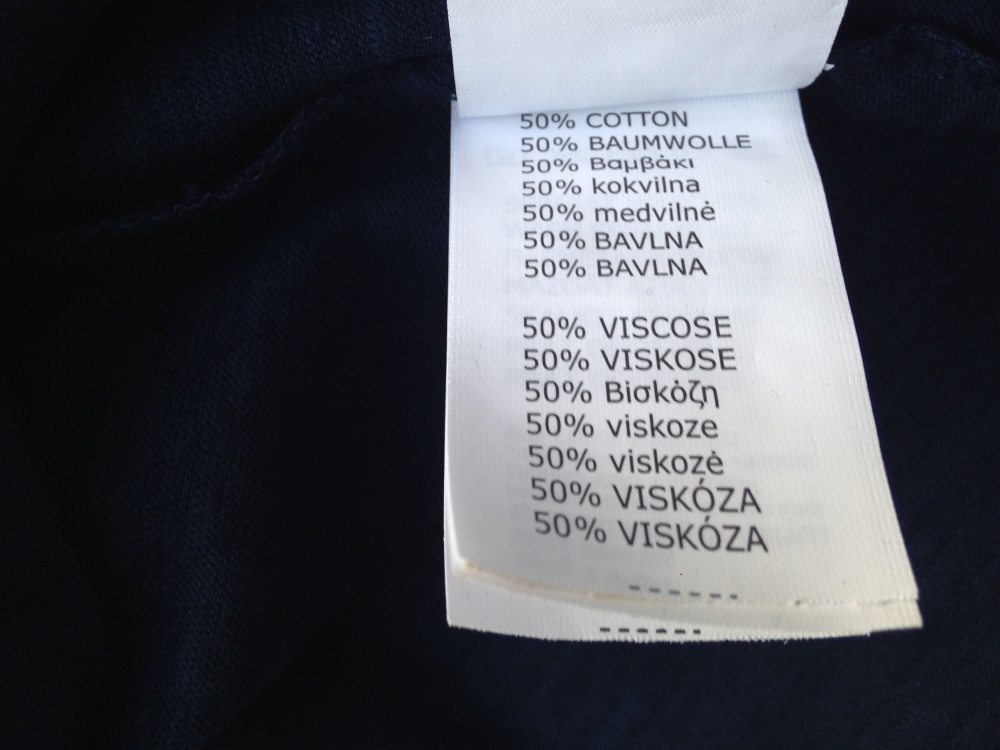 50% COTTON
50% BAUMWOLLE
50% Βαμβάκι
50% kokvilna
50% medvilnė
50% BAVLNA
50% BAVLNA
50% VISCOSE
50% VISKOSE
50% Βισκόζη
50% viskoze
50% viskozė
50% VISKÓZA
50% VISKÓZA